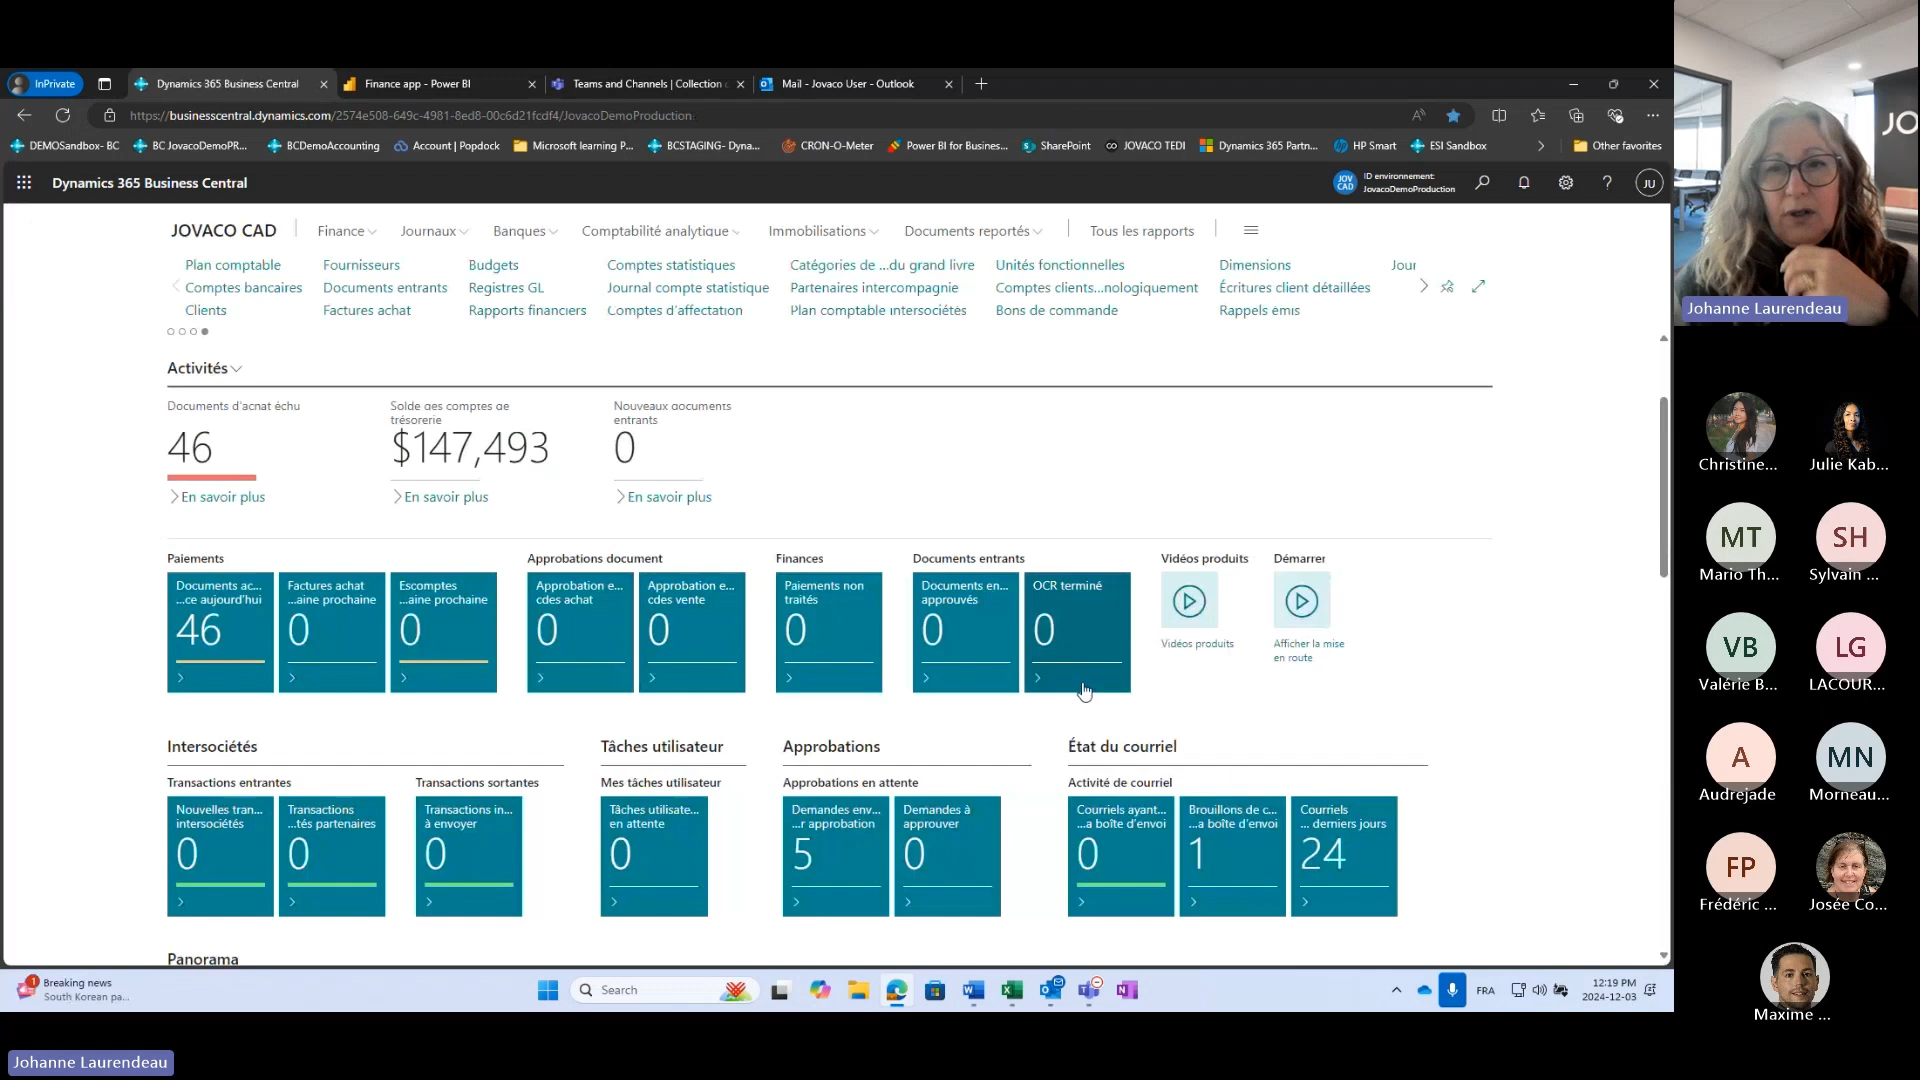 InPrivate
Dynamics 365 Business Central
Finance app - Power BI
Teams and Channels | Collection
Mail - Jovaco User - Outlook
https://businesscentral.dynamics.com/2574e508-649c-4981-8ed8-00c6d21fcdf4/JovacoDemoProduction
DEMOSandbox- BC
BC JovacoDemoPR...
BCDemoAccounting
Account | Popdock
Microsoft learning P...
BCSTAGING- Dyna...
CRON-O-Meter
Power BI for Busines...
SharePoint
JOVACO TEDI
Dynamics 365 Partn...
HP Smart
ESI Sandbox
Other favorites
Dynamics 365 Business Central
JOV CAD
ID environnement:
JovacoDemoProduction
JU
JOVACO CAD
Finance
Journaux
Banques
Comptabilité analytique
Immobilisations
Documents reportés
Tous les rapports
Plan comptable
Fournisseurs
Budgets
Comptes statistiques
Catégories de ...du grand livre
Unités fonctionnelles
Dimensions
Jour
Comptes bancaires
Documents entrants
Registres GL
Journal compte statistique
Partenaires intercompagnie
Comptes clients...nologiquement
Écritures client détaillées
Clients
Factures achat
Rapports financiers
Comptes d'affectation
Plan comptable intersociétés
Bons de commande
Rappels émis
Activités
Documents d'achat échu
46
En savoir plus
Solde des comptes de
trésorerie
$147,493
En savoir plus
Nouveaux documents
entrants
0
En savoir plus
Paiements
Documents ac...
...ce aujourd'hui
46
Factures achat
...aine prochaine
0
Escomptes
...aine prochaine
0
Approbations document
Approbation e...
cdes achat
0
Approbation e...
cdes vente
0
Finances
Paiements non
traités
0
Documents entrants
Documents en...
approuvés
0
OCR terminé
0
Vidéos produits
Vidéos produits
Démarrer
Afficher la mise
en route
Intersociétés
Transactions entrantes
Nouvelles tran...
intersociétés
0
Transactions
...tés partenaires
0
Transactions sortantes
Transactions in...
à envoyer
0
Tâches utilisateur
Mes tâches utilisateur
Tâches utilisate...
en attente
0
Approbations
Approbations en attente
Demandes env...
...r approbation
5
Demandes à
approuver
0
État du courriel
Activité de courriel
Courriels ayant...
...a boîte d'envoi
0
Brouillons de c...
...a boîte d'envoi
1
Courriels
... derniers jours
24
Panorama
1
Breaking news
South Korean pa...
Search
FRA
12:19 PM
2024-12-03
JO
Johanne Laurendeau
Christine...
Julie Kab...
MT
Mario Th...
SH
Sylvain ...
VB
Valérie B...
LG
LACOUR...
A
Audrejade
MN
Morneau...
FP
Frédéric ...
Josée Co...
Maxime ...
Johanne Laurendeau